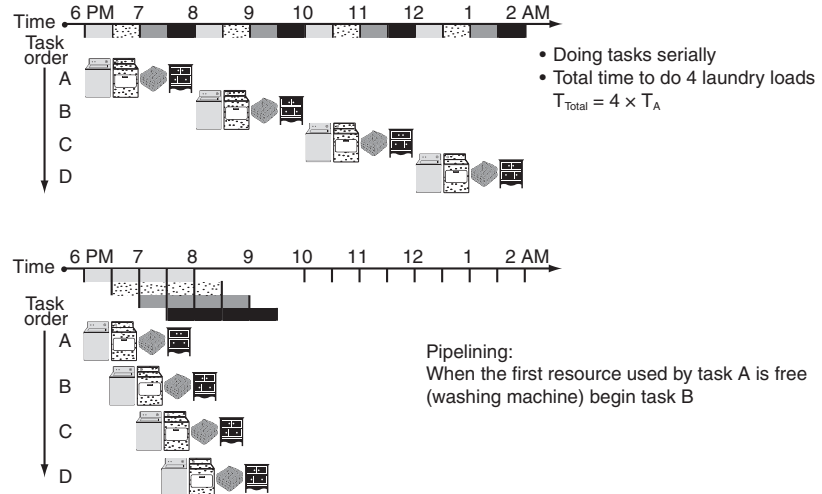 6 PM 7 8 9 10 11 12 1 2 AM
Time
Task
order
A
B
C
D
• Doing tasks serially
• Total time to do 4 laundry loads
T_Total = 4 × T_A
6 PM 7 8 9 10 11 12 1 2 AM
Time
Task
order
A
B
C
D
Pipelining:
When the first resource used by task A is free
(washing machine) begin task B